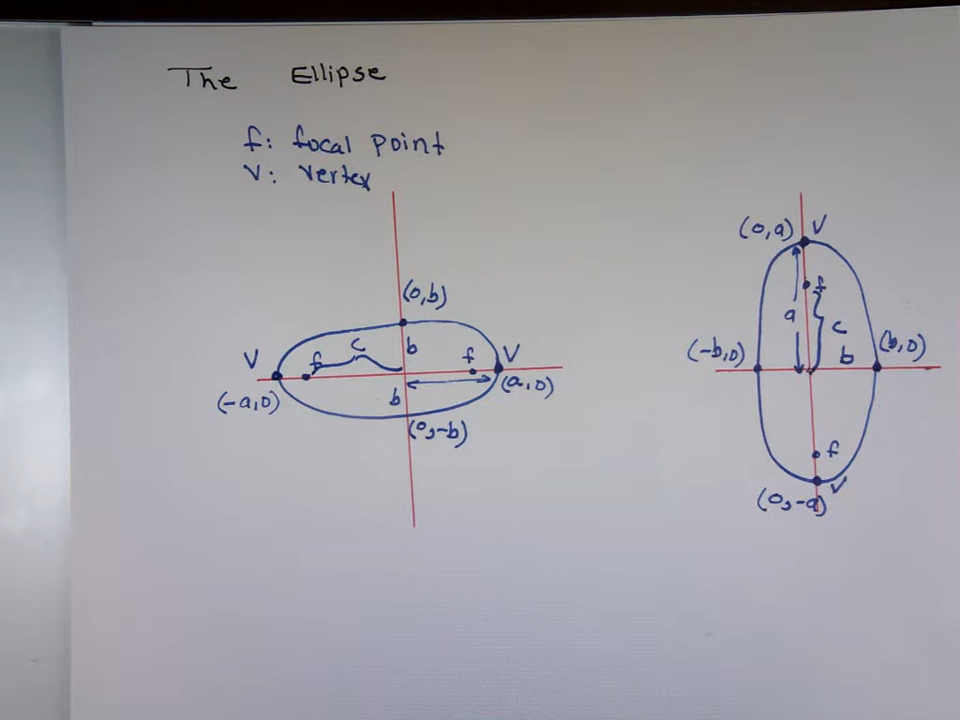 The Ellipse
f: focal point
v: vertex
(0,b)
V
f
c
b
f
V
(-a,0)
b
(a,0)
(0,-b)
(0,a)
V
f
a
c
(-b,0)
b
(b,0)
f
V
(0,-a)